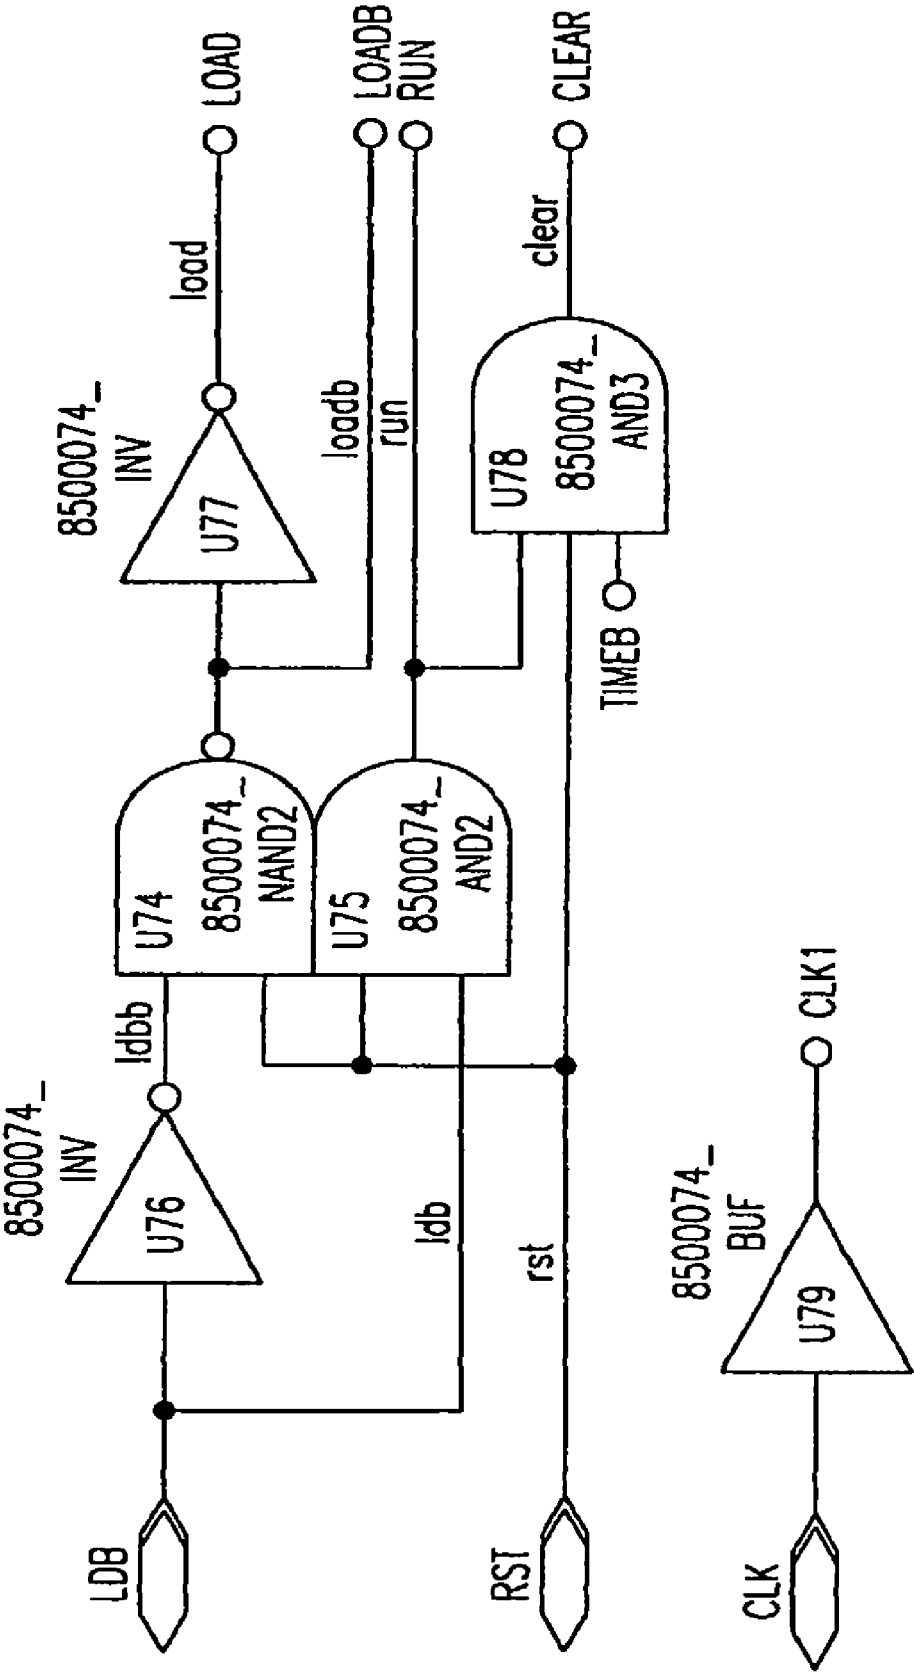 LDB
8500074_
INV
U76
ldbb
ldb
U74
8500074_
NAND2
U75
8500074_
AND2
8500074_
INV
U77
load
LOAD
loadb
LOADB
run
RUN
RST
rst
TIMEB
U78
8500074_
AND3
clear
CLEAR
CLK
8500074_
BUF
U79
CLK1